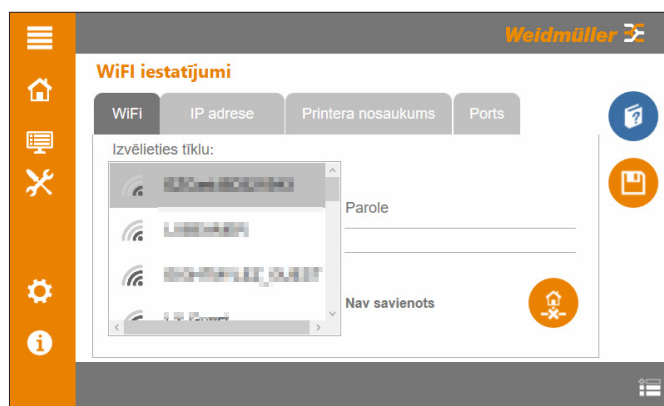 Weidmüller
WiFI iestatījumi
WiFi
IP adrese
Printera nosaukums
Ports
Izvēlieties tīklu:
Parole
Nav savienots